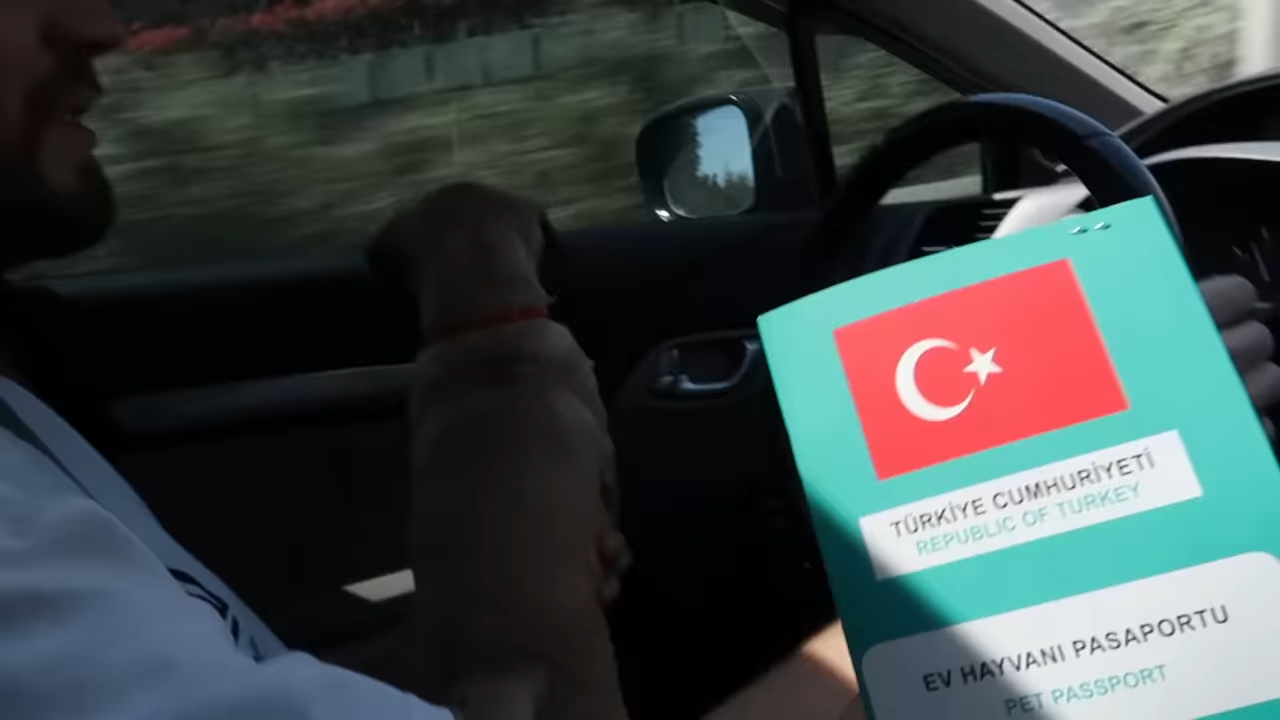 TÜRKİYE CUMHURİYETİ
REPUBLIC OF TURKEY
EV HAYVANI PASAPORTU
PET PASSPORT